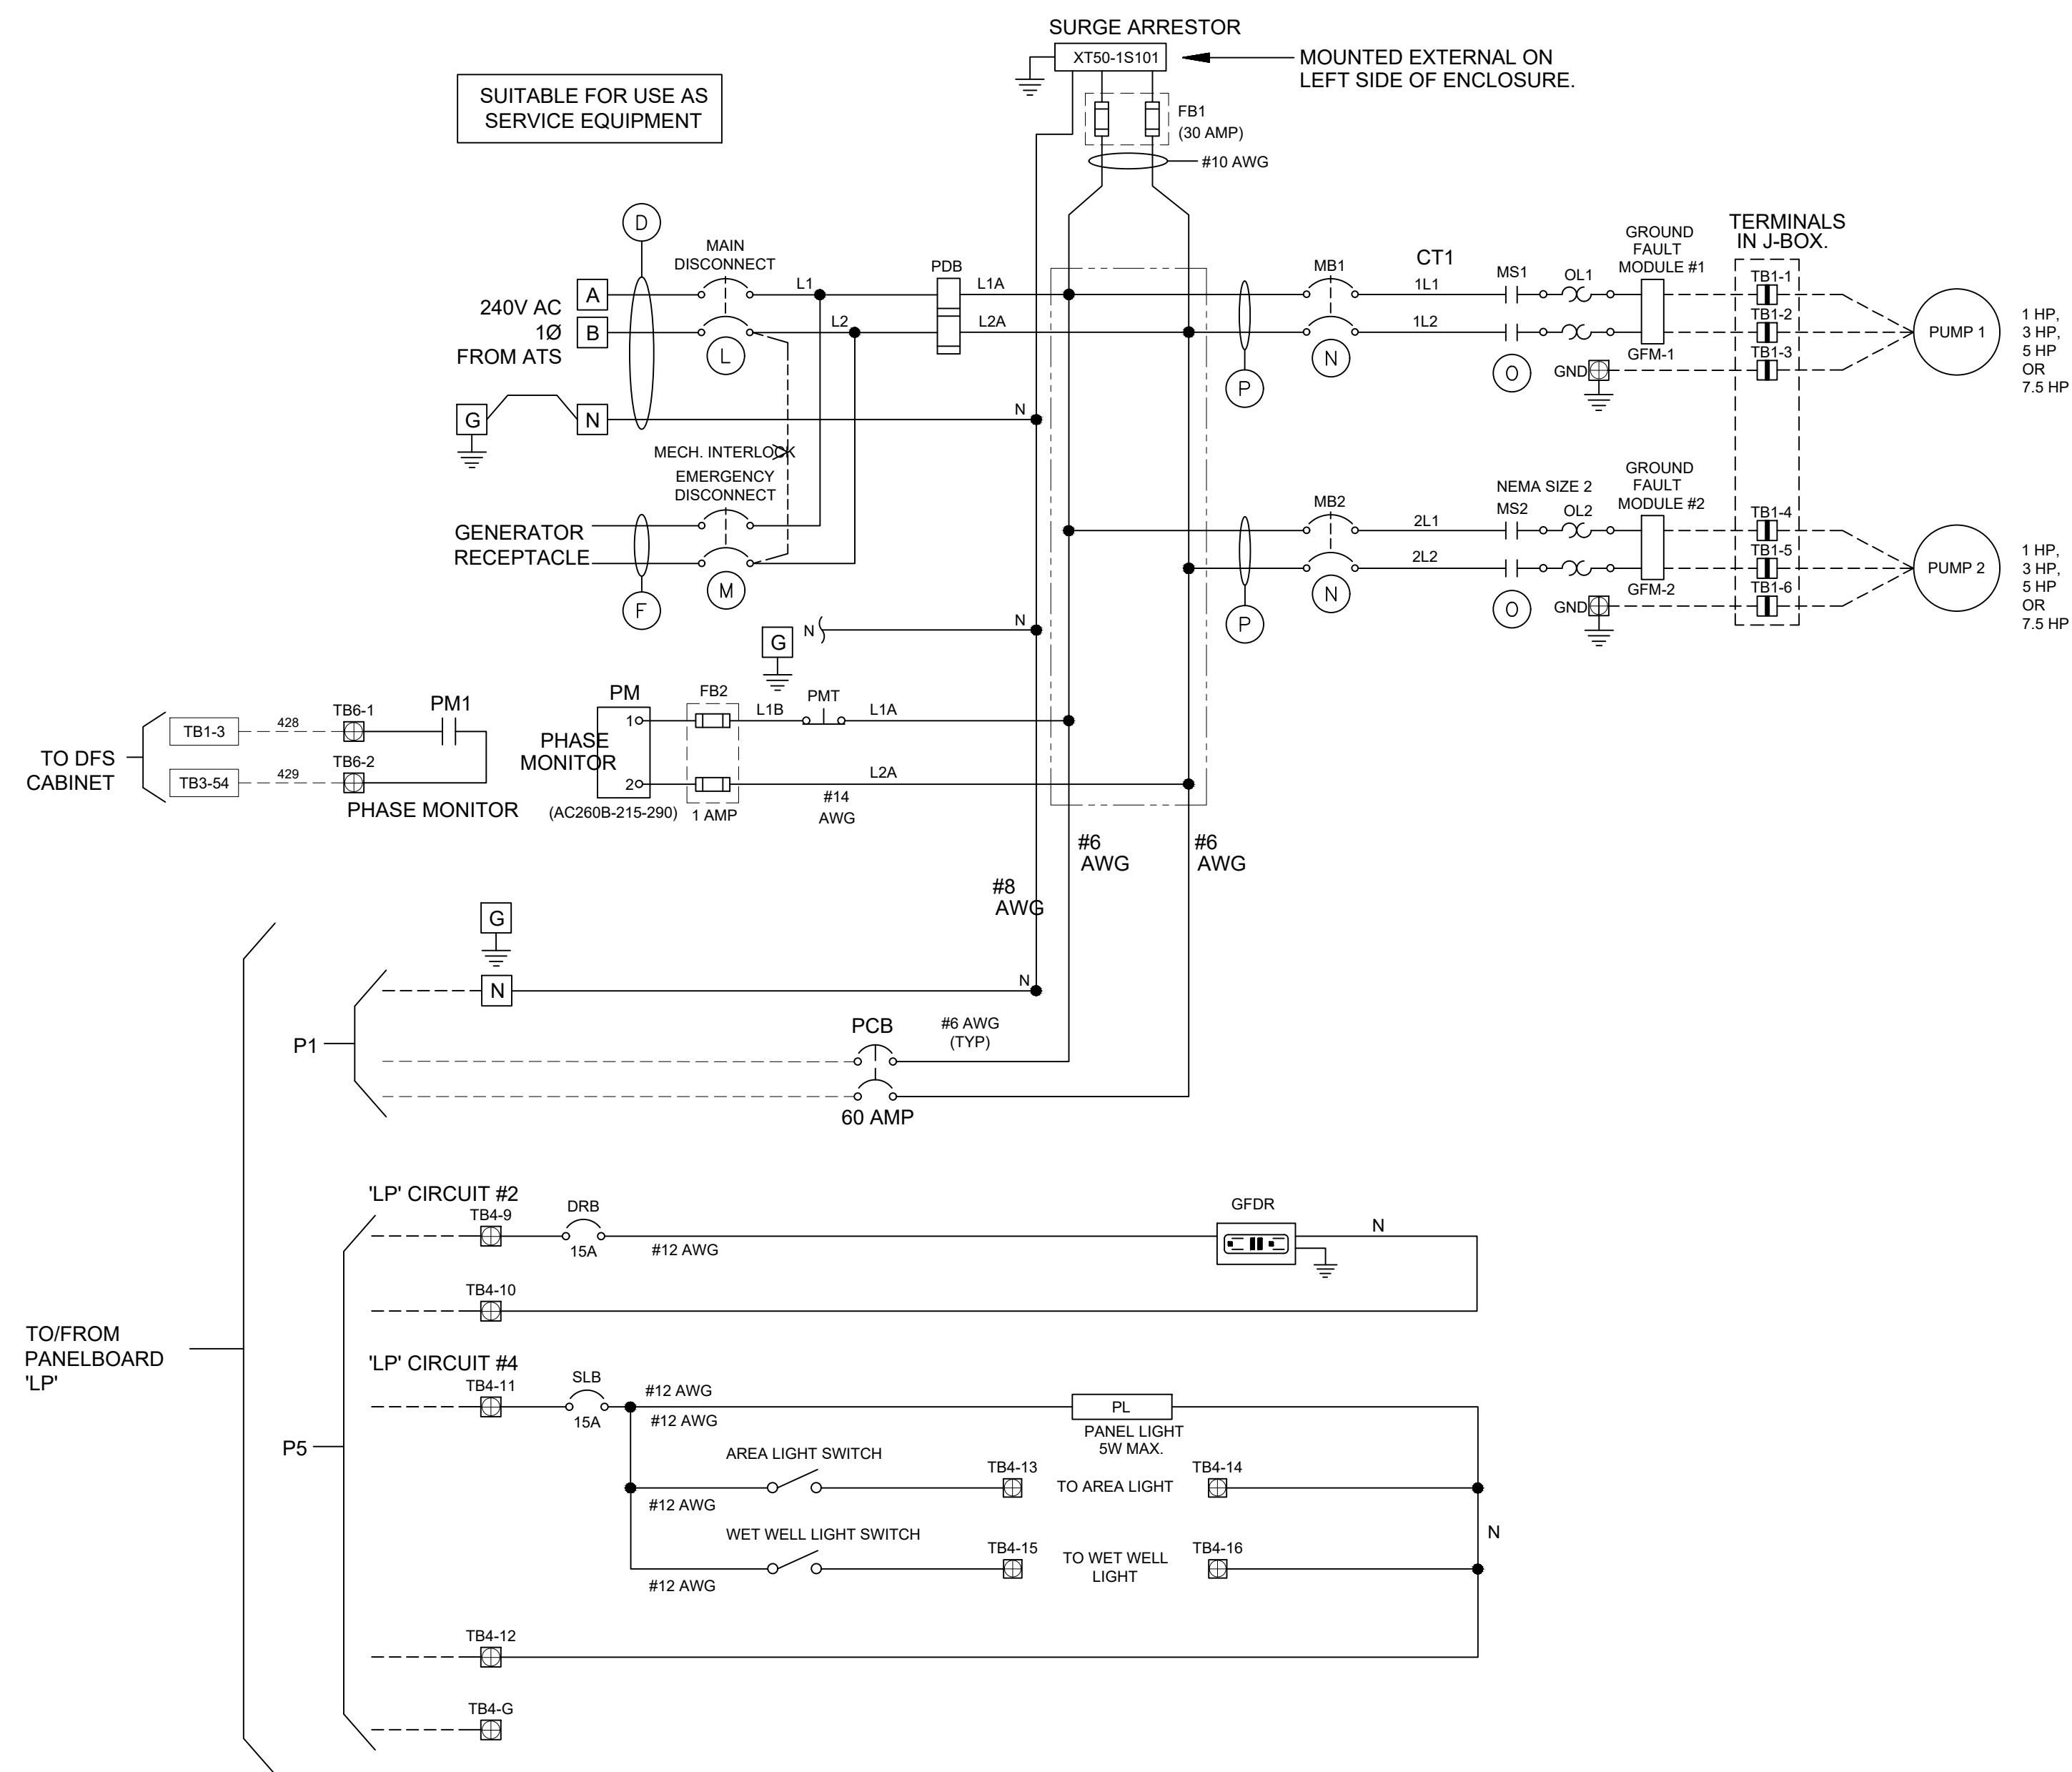 SURGE ARRESTOR
XT50-1S101
MOUNTED EXTERNAL ON
LEFT SIDE OF ENCLOSURE.
SUITABLE FOR USE AS
SERVICE EQUIPMENT
FB1
(30 AMP)
#10 AWG
D
MAIN
DISCONNECT
PDB
240V AC
1Ø
FROM ATS
A
B
L1
L2
L
L1A
L2A
G
N
N
MECH. INTERLOCK
EMERGENCY
DISCONNECT
GENERATOR
RECEPTACLE
F
M
P
MB1
N
CT1
1L1
1L2
MS1
OL1
O
GROUND
FAULT
MODULE #1
GFM-1
GND
TERMINALS
IN J-BOX.
TB1-1
TB1-2
TB1-3
PUMP 1
1 HP,
3 HP,
5 HP
OR
7.5 HP
P
MB2
N
2L1
2L2
NEMA SIZE 2
MS2
OL2
O
GROUND
FAULT
MODULE #2
GFM-2
GND
TB1-4
TB1-5
TB1-6
PUMP 2
1 HP,
3 HP,
5 HP
OR
7.5 HP
G
N
N
TO DFS
CABINET
TB1-3
428
TB6-1
PM1
TB3-54
429
TB6-2
PHASE MONITOR
PM
1
PHASE
MONITOR
2
(AC260B-215-290)
FB2
1 AMP
L1B
PMT
L1A
L2A
#14
AWG
#6
AWG
#6
AWG
#8
AWG
G
N
N
P1
PCB
#6 AWG
(TYP)
60 AMP
'LP' CIRCUIT #2
TB4-9
DRB
15A
#12 AWG
GFDR
N
TB4-10
TO/FROM
PANELBOARD
'LP'
'LP' CIRCUIT #4
TB4-11
SLB
15A
#12 AWG
#12 AWG
PL
PANEL LIGHT
5W MAX.
P5
AREA LIGHT SWITCH
#12 AWG
TB4-13
TO AREA LIGHT
TB4-14
N
WET WELL LIGHT SWITCH
#12 AWG
TB4-15
TO WET WELL
LIGHT
TB4-16
TB4-12
TB4-G